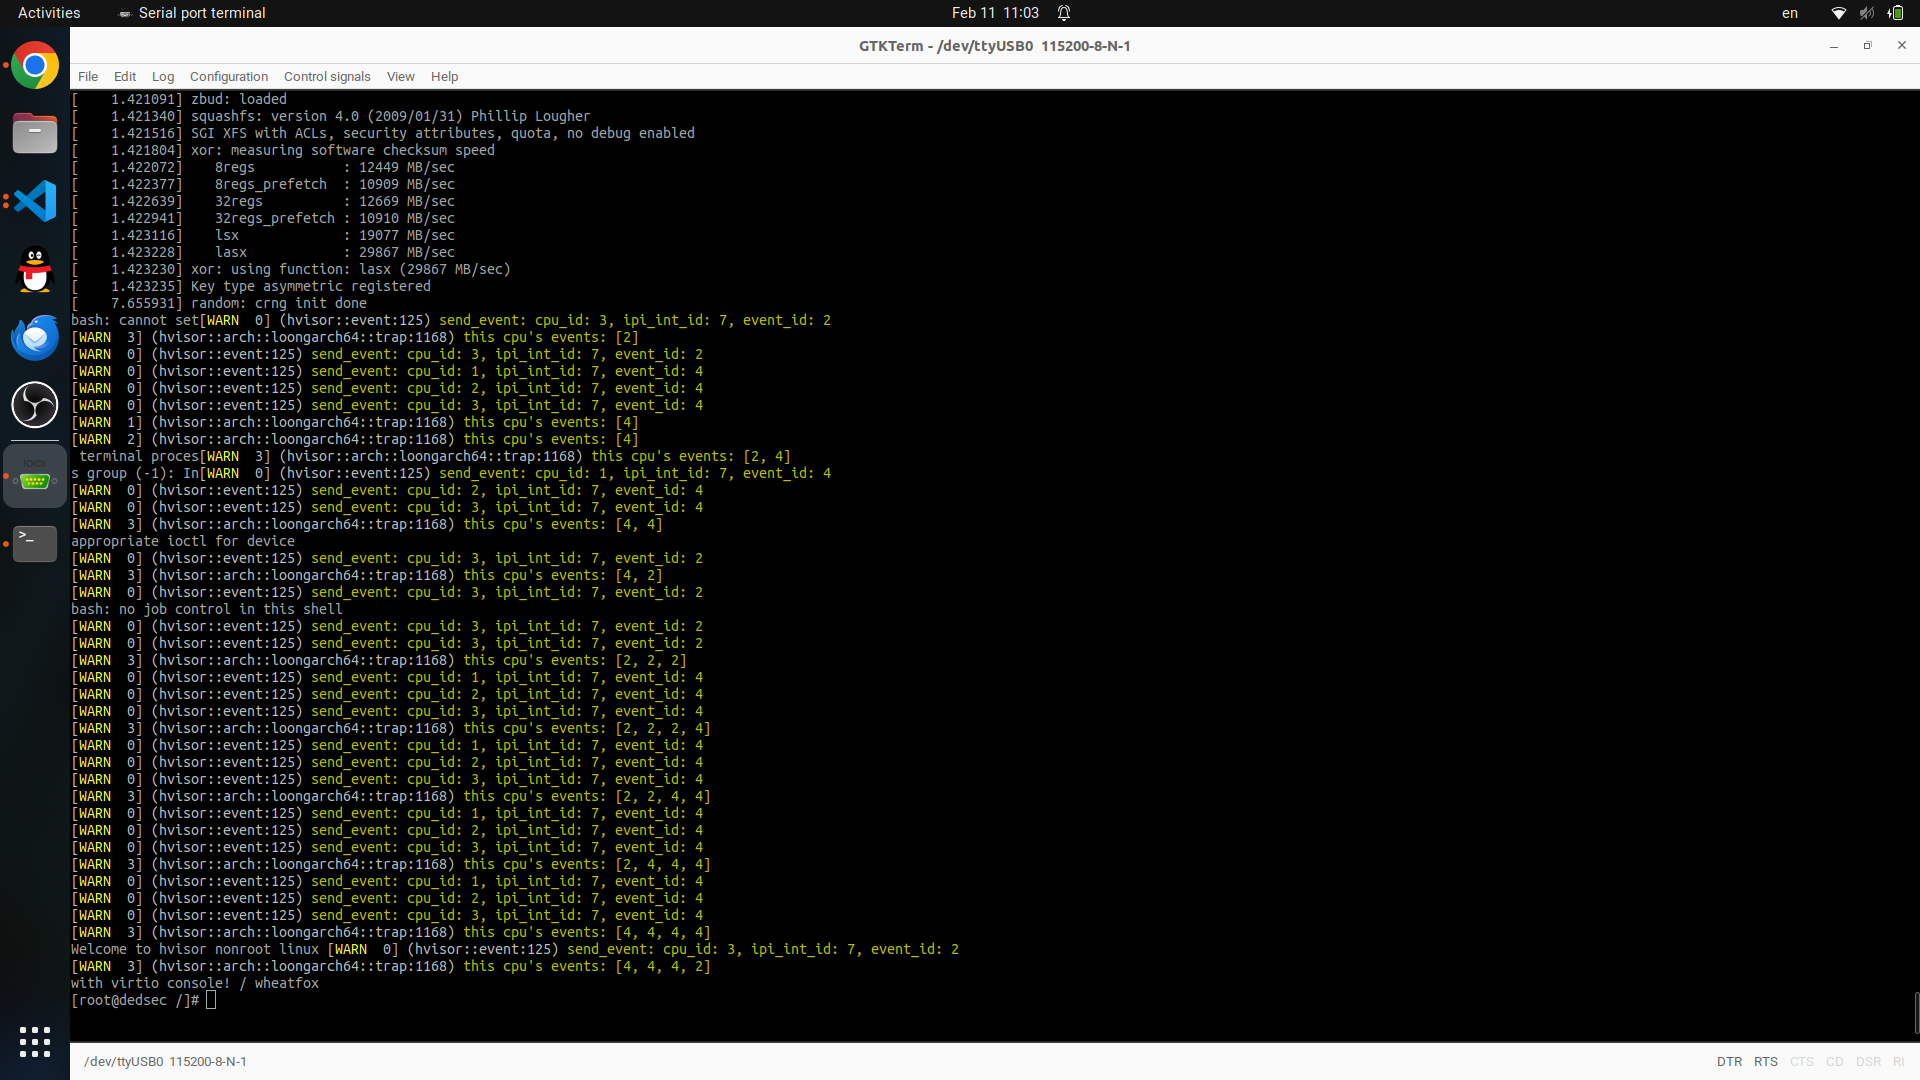 Activities
Serial port terminal
Feb 11 11:03
en
GTKTerm - /dev/ttyUSB0 115200-8-N-1
File Edit Log Configuration Control signals View Help
[    1.421091] zbud: loaded
[    1.421340] squashfs: version 4.0 (2009/01/31) Phillip Lougher
[    1.421516] SGI XFS with ACLs, security attributes, quota, no debug enabled
[    1.421804] xor: measuring software checksum speed
[    1.422072]    8regs           : 12449 MB/sec
[    1.422377]    8regs_prefetch  : 10909 MB/sec
[    1.422639]    32regs          : 12669 MB/sec
[    1.422941]    32regs_prefetch : 10910 MB/sec
[    1.423116]    lsx             : 19077 MB/sec
[    1.423228]    lasx            : 29867 MB/sec
[    1.423230] xor: using function: lasx (29867 MB/sec)
[    1.423235] Key type asymmetric registered
[    7.655931] random: crng init done
bash: cannot set[WARN  0] (hvisor::event:125) send_event: cpu_id: 3, ipi_int_id: 7, event_id: 2
[WARN  3] (hvisor::arch::loongarch64::trap:1168) this cpu's events: [2]
[WARN  0] (hvisor::event:125) send_event: cpu_id: 3, ipi_int_id: 7, event_id: 2
[WARN  0] (hvisor::event:125) send_event: cpu_id: 1, ipi_int_id: 7, event_id: 4
[WARN  0] (hvisor::event:125) send_event: cpu_id: 2, ipi_int_id: 7, event_id: 4
[WARN  0] (hvisor::event:125) send_event: cpu_id: 3, ipi_int_id: 7, event_id: 4
[WARN  1] (hvisor::arch::loongarch64::trap:1168) this cpu's events: [4]
[WARN  2] (hvisor::arch::loongarch64::trap:1168) this cpu's events: [4]
 terminal proces[WARN  3] (hvisor::arch::loongarch64::trap:1168) this cpu's events: [2, 4]
s group (-1): In[WARN  0] (hvisor::event:125) send_event: cpu_id: 1, ipi_int_id: 7, event_id: 4
[WARN  0] (hvisor::event:125) send_event: cpu_id: 2, ipi_int_id: 7, event_id: 4
[WARN  0] (hvisor::event:125) send_event: cpu_id: 3, ipi_int_id: 7, event_id: 4
[WARN  3] (hvisor::arch::loongarch64::trap:1168) this cpu's events: [4, 4]
appropriate ioctl for device
[WARN  0] (hvisor::event:125) send_event: cpu_id: 3, ipi_int_id: 7, event_id: 2
[WARN  3] (hvisor::arch::loongarch64::trap:1168) this cpu's events: [4, 2]
[WARN  0] (hvisor::event:125) send_event: cpu_id: 3, ipi_int_id: 7, event_id: 2
bash: no job control in this shell
[WARN  0] (hvisor::event:125) send_event: cpu_id: 3, ipi_int_id: 7, event_id: 2
[WARN  0] (hvisor::event:125) send_event: cpu_id: 3, ipi_int_id: 7, event_id: 2
[WARN  3] (hvisor::arch::loongarch64::trap:1168) this cpu's events: [2, 2, 2]
[WARN  0] (hvisor::event:125) send_event: cpu_id: 1, ipi_int_id: 7, event_id: 4
[WARN  0] (hvisor::event:125) send_event: cpu_id: 2, ipi_int_id: 7, event_id: 4
[WARN  0] (hvisor::event:125) send_event: cpu_id: 3, ipi_int_id: 7, event_id: 4
[WARN  3] (hvisor::arch::loongarch64::trap:1168) this cpu's events: [2, 2, 2, 4]
[WARN  0] (hvisor::event:125) send_event: cpu_id: 1, ipi_int_id: 7, event_id: 4
[WARN  0] (hvisor::event:125) send_event: cpu_id: 2, ipi_int_id: 7, event_id: 4
[WARN  0] (hvisor::event:125) send_event: cpu_id: 3, ipi_int_id: 7, event_id: 4
[WARN  3] (hvisor::arch::loongarch64::trap:1168) this cpu's events: [2, 2, 4, 4]
[WARN  0] (hvisor::event:125) send_event: cpu_id: 1, ipi_int_id: 7, event_id: 4
[WARN  0] (hvisor::event:125) send_event: cpu_id: 2, ipi_int_id: 7, event_id: 4
[WARN  0] (hvisor::event:125) send_event: cpu_id: 3, ipi_int_id: 7, event_id: 4
[WARN  3] (hvisor::arch::loongarch64::trap:1168) this cpu's events: [2, 4, 4, 4]
[WARN  0] (hvisor::event:125) send_event: cpu_id: 1, ipi_int_id: 7, event_id: 4
[WARN  0] (hvisor::event:125) send_event: cpu_id: 2, ipi_int_id: 7, event_id: 4
[WARN  0] (hvisor::event:125) send_event: cpu_id: 3, ipi_int_id: 7, event_id: 4
[WARN  3] (hvisor::arch::loongarch64::trap:1168) this cpu's events: [4, 4, 4, 4]
Welcome to hvisor nonroot linux [WARN  0] (hvisor::event:125) send_event: cpu_id: 3, ipi_int_id: 7, event_id: 2
[WARN  3] (hvisor::arch::loongarch64::trap:1168) this cpu's events: [4, 4, 4, 2]
with virtio console! / wheatfox
[root@dedsec /]#
/dev/ttyUSB0 115200-8-N-1
DTR RTS CTS CD DSR RI